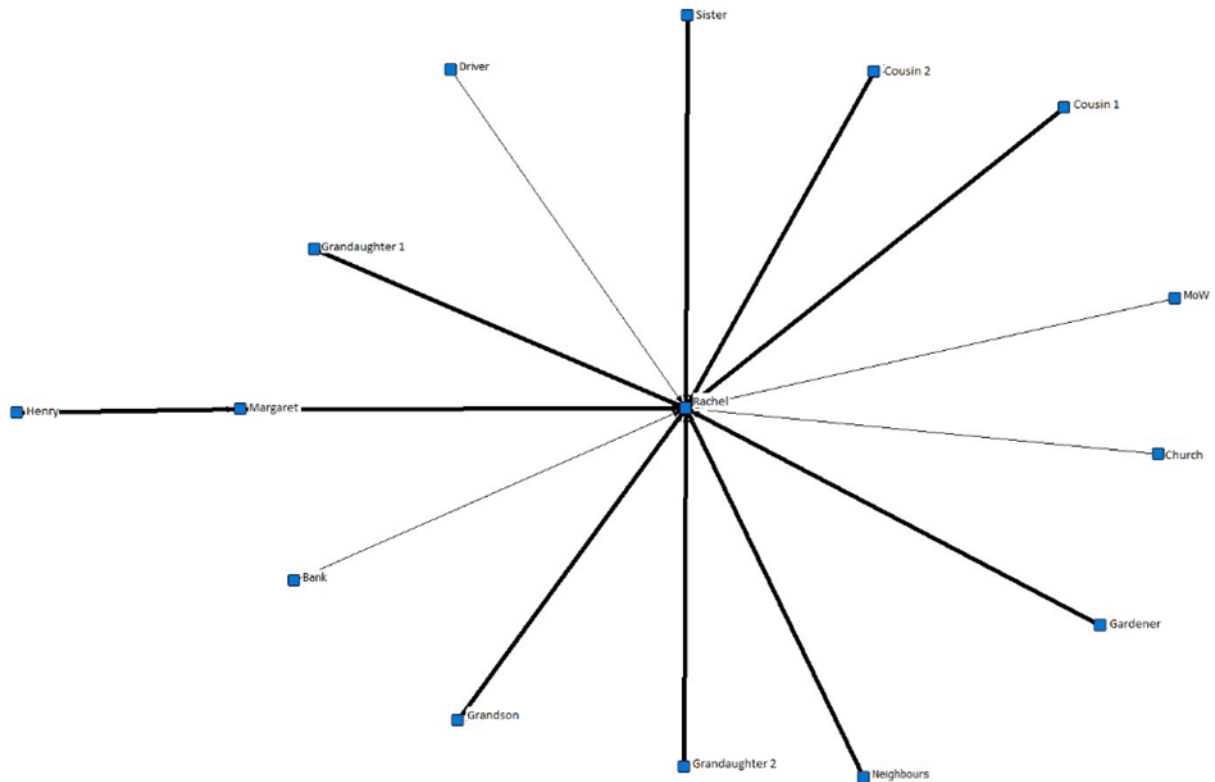 Sister
Driver
Cousin 2
Cousin 1
Grandaughter 1
MoW
Rachel
Henry
Margaret
Church
Bank
Gardener
Grandson
Grandaughter 2
Neighbours